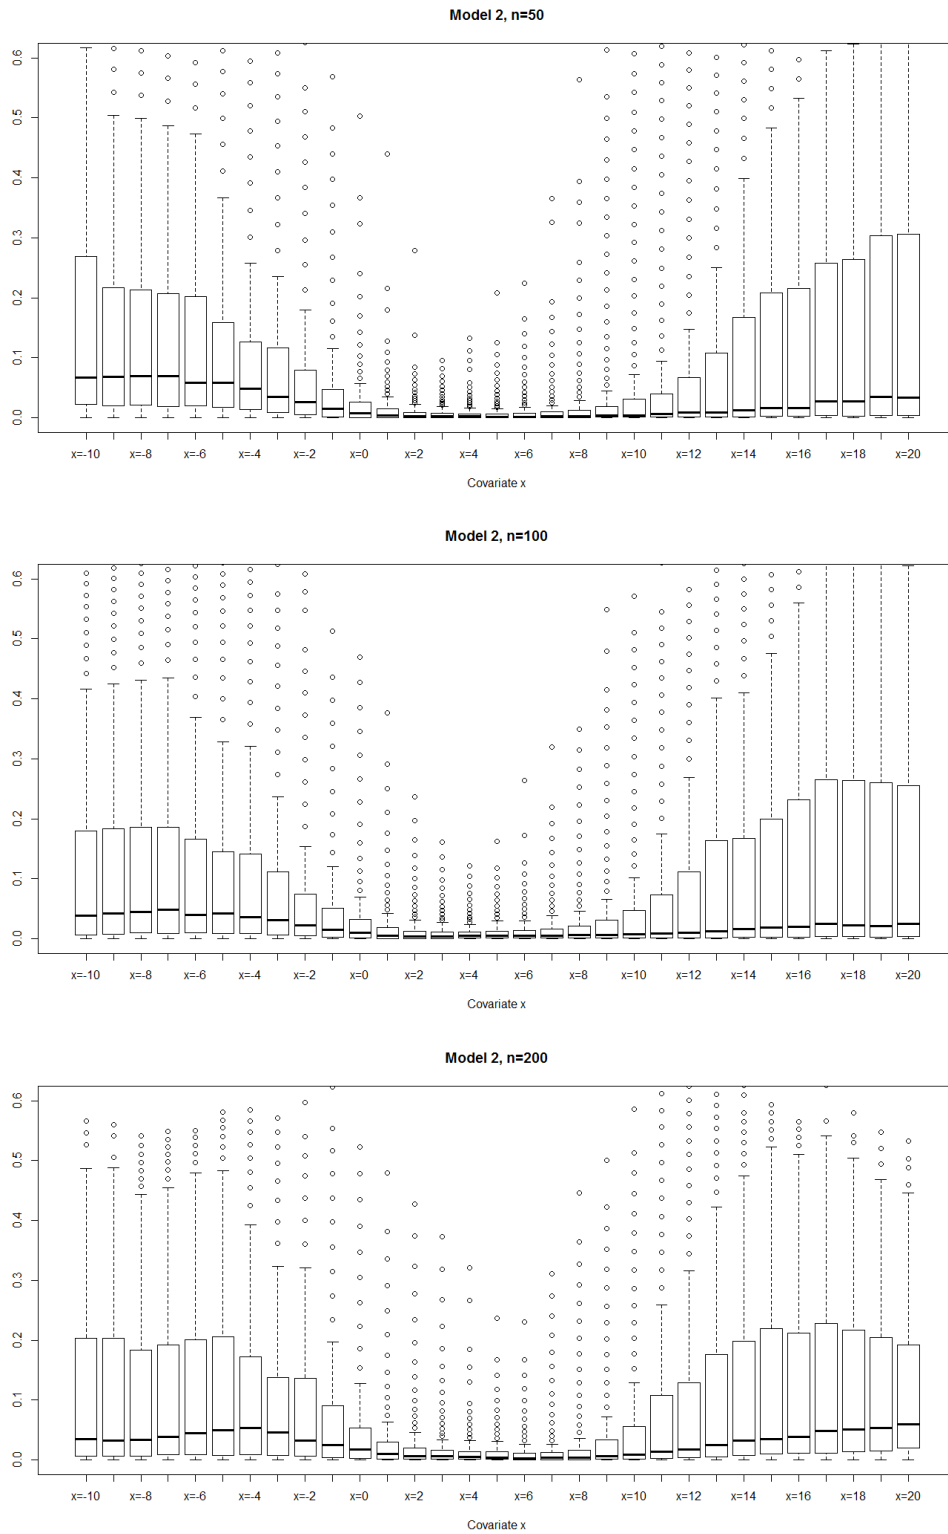 Model 2, n=50
0.6
0.5
0.4
0.3
0.2
0.1
0.0
x=-10 x=-8 x=-6 x=-4 x=-2 x=0 x=2 x=4 x=6 x=8 x=10 x=12 x=14 x=16 x=18 x=20
Covariate x
Model 2, n=100
0.6
0.5
0.4
0.3
0.2
0.1
0.0
x=-10 x=-8 x=-6 x=-4 x=-2 x=0 x=2 x=4 x=6 x=8 x=10 x=12 x=14 x=16 x=18 x=20
Covariate x
Model 2, n=200
0.6
0.5
0.4
0.3
0.2
0.1
0.0
x=-10 x=-8 x=-6 x=-4 x=-2 x=0 x=2 x=4 x=6 x=8 x=10 x=12 x=14 x=16 x=18 x=20
Covariate x